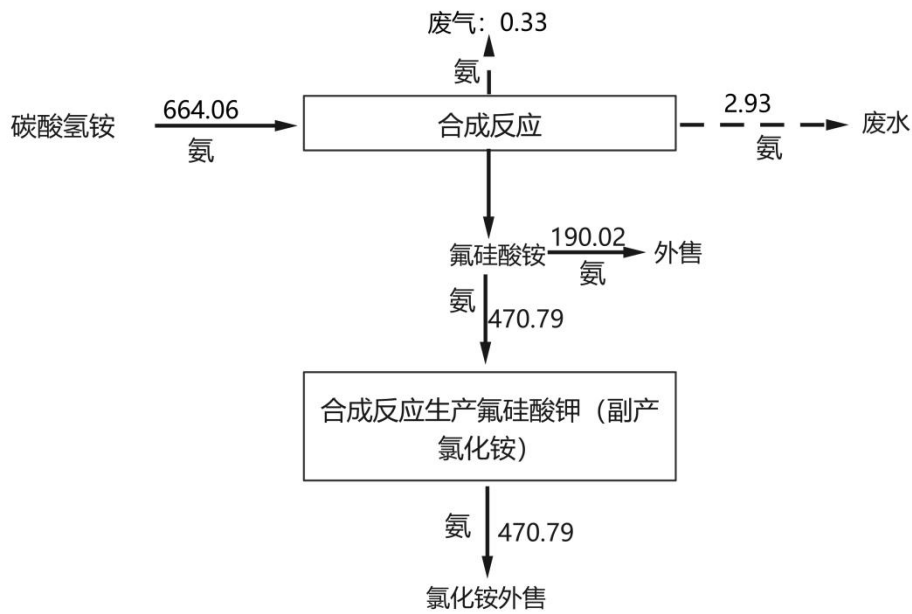 废气：0.33
氨
碳酸氢铵
664.06
氨
合成反应
2.93
氨
废水
氟硅酸铵
190.02
氨
外售
氨
470.79
合成反应生产氟硅酸钾（副产
氯化铵）
氨
470.79
氯化铵外售